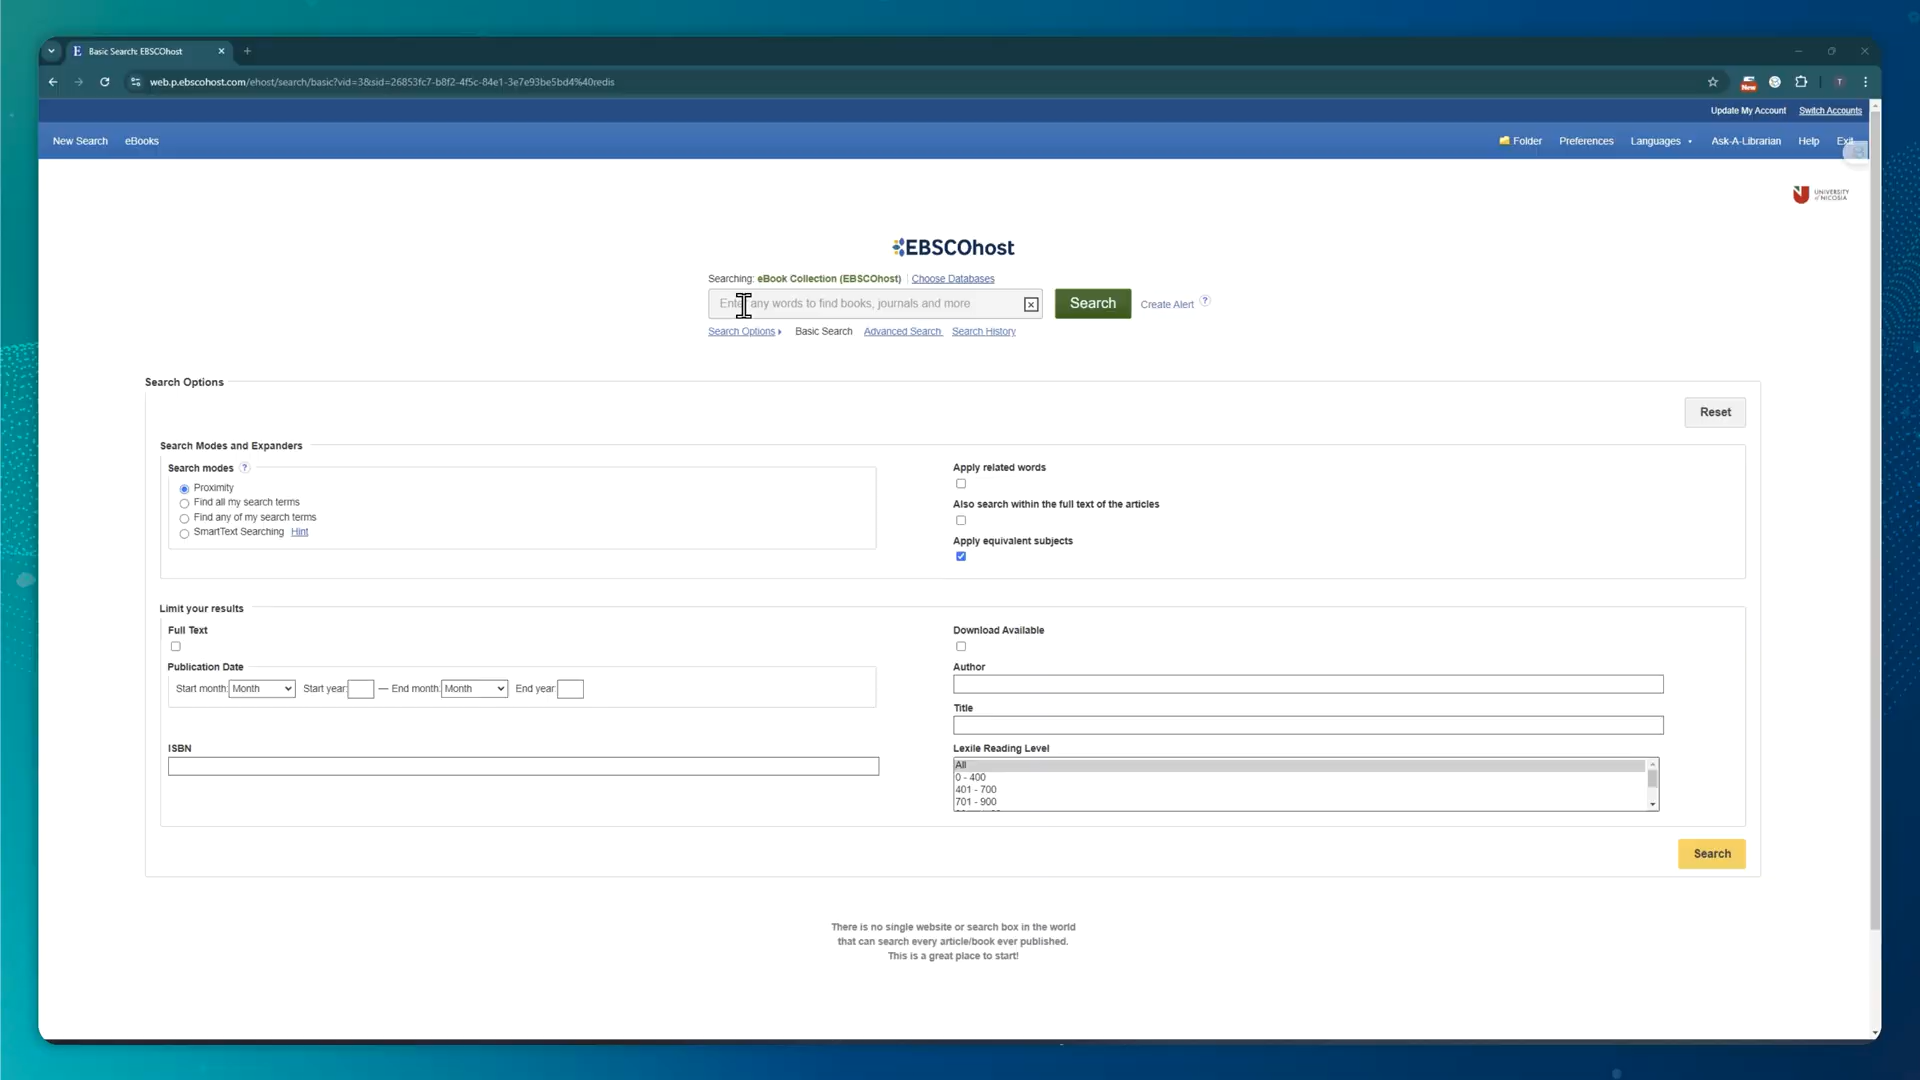 Basic Search: EBSCOhost
web.p.ebscohost.com/ehost/search/basic?vid=3&sid=26853fc7-b8f2-4f5c-84e1-3e7e93be5bd4%40redis
New
T
Update My Account Switch Accounts
New Search eBooks Folder Preferences Languages Ask-A-Librarian Help Exit
UNIVERSITY
of NICOSIA
EBSCOhost
Searching: eBook Collection (EBSCOhost) Choose Databases
Enter any words to find books, journals and more Search Create Alert ?
Search Options Basic Search Advanced Search Search History
Search Options
Reset
Search Modes and Expanders
Search modes ? Apply related words
Proximity
Find all my search terms
Also search within the full text of the articles
Find any of my search terms
SmartText Searching Hint
Apply equivalent subjects
Limit your results
Full Text Download Available
Publication Date Author
Start month: Month Start year: — End month: Month End year:
Title
ISBN Lexile Reading Level
All
0 - 400
401 - 700
701 - 900
Search
There is no single website or search box in the world
that can search every article/book ever published.
This is a great place to start!